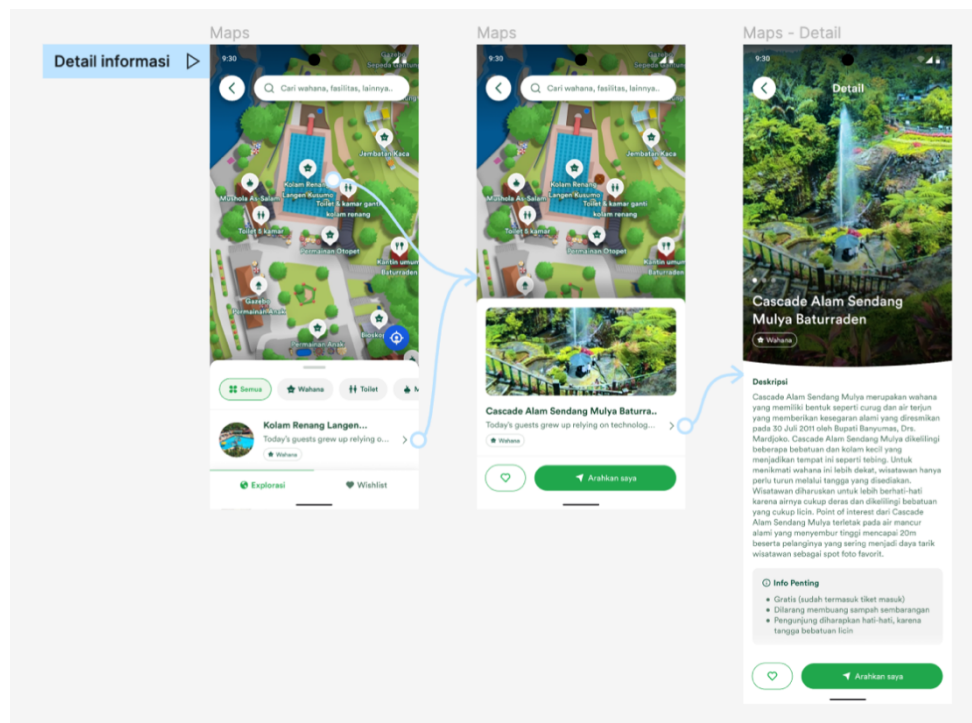 Maps
Maps
Maps - Detail
Detail informasi
9:30
Sepeda
Cari wahana, fasilitas, lainnya..
Jembatan Kaca
Kolam Renang
Langen Kusumo
Mushola As-Salam
Toilet & kamar ganti
kolam renang
Toilet & kamar
Permainan Otopet
Kantin umum
Baturraden
Gazebo
Permainan Anak
Permainan Anak
Semua
Wahana
Toilet
M
Kolam Renang Langen...
Today's guests grew up relying o...
Wahana
Explorasi
Wishlist
9:30
Sepeda
Cari wahana, fasilitas, lainnya..
Jembatan Kaca
Kolam Renang
Langen Kusumo
Mushola As-Salam
Toilet & kamar ganti
kolam renang
Toilet & kamar
Permainan Otopet
Kantin umum
Baturraden
Cascade Alam Sendang Mulya Baturra..
Today's guests grew up relying on technolog...
Wahana
Arahkan saya
9:30
Detail
Cascade Alam Sendang
Mulya Baturraden
Wahana
Deskripsi
Cascade Alam Sendang Mulya merupakan wahana
yang memiliki bentuk seperti curug dan air terjun
yang memberikan kesegaran alami yang diresmikan
pada 30 Juli 2011 oleh Bupati Banyumas, Drs.
Mardjoko. Cascade Alam Sendang Mulya dikelilingi
beberapa bebatuan dan kolam kecil yang
menjadikan tempat ini seperti tebing. Untuk
menikmati wahana ini lebih dekat, wisatawan hanya
perlu turun melalui tangga yang disediakan.
Wisatawan diharuskan untuk lebih berhati-hati
karena airnya cukup deras dan dikelilingi bebatuan
yang cukup licin. Point of interest dari Cascade
Alam Sendang Mulya terletak pada air mancur
alami yang menyembur tinggi mencapai 20m
beserta pelanginya yang sering menjadi daya tarik
wisatawan sebagai spot foto favorit.
Info Penting
Gratis (sudah termasuk tiket masuk)
Dilarang membuang sampah sembarangan
Pengunjung diharapkan hati-hati, karena
tangga bebatuan licin
Arahkan saya